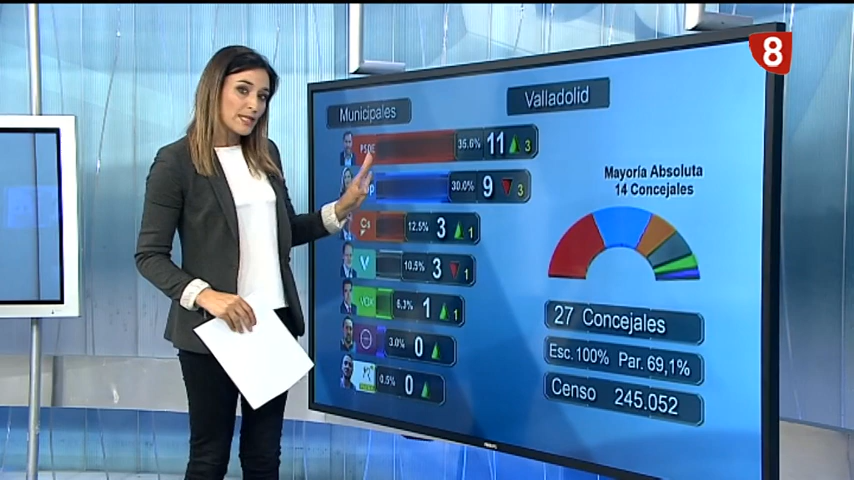 8
Municipales
Valladolid
PSOE 35.6% 11 3
pp 30.0% 9 3
Cs 12.5% 3 1
V 10.5% 3 1
VOX 6.3% 1 1
3.0% 0
0.5% 0
Mayoría Absoluta
14 Concejales
27 Concejales
Esc. 100% Par. 69,1%
Censo 245.052
PHILIPS